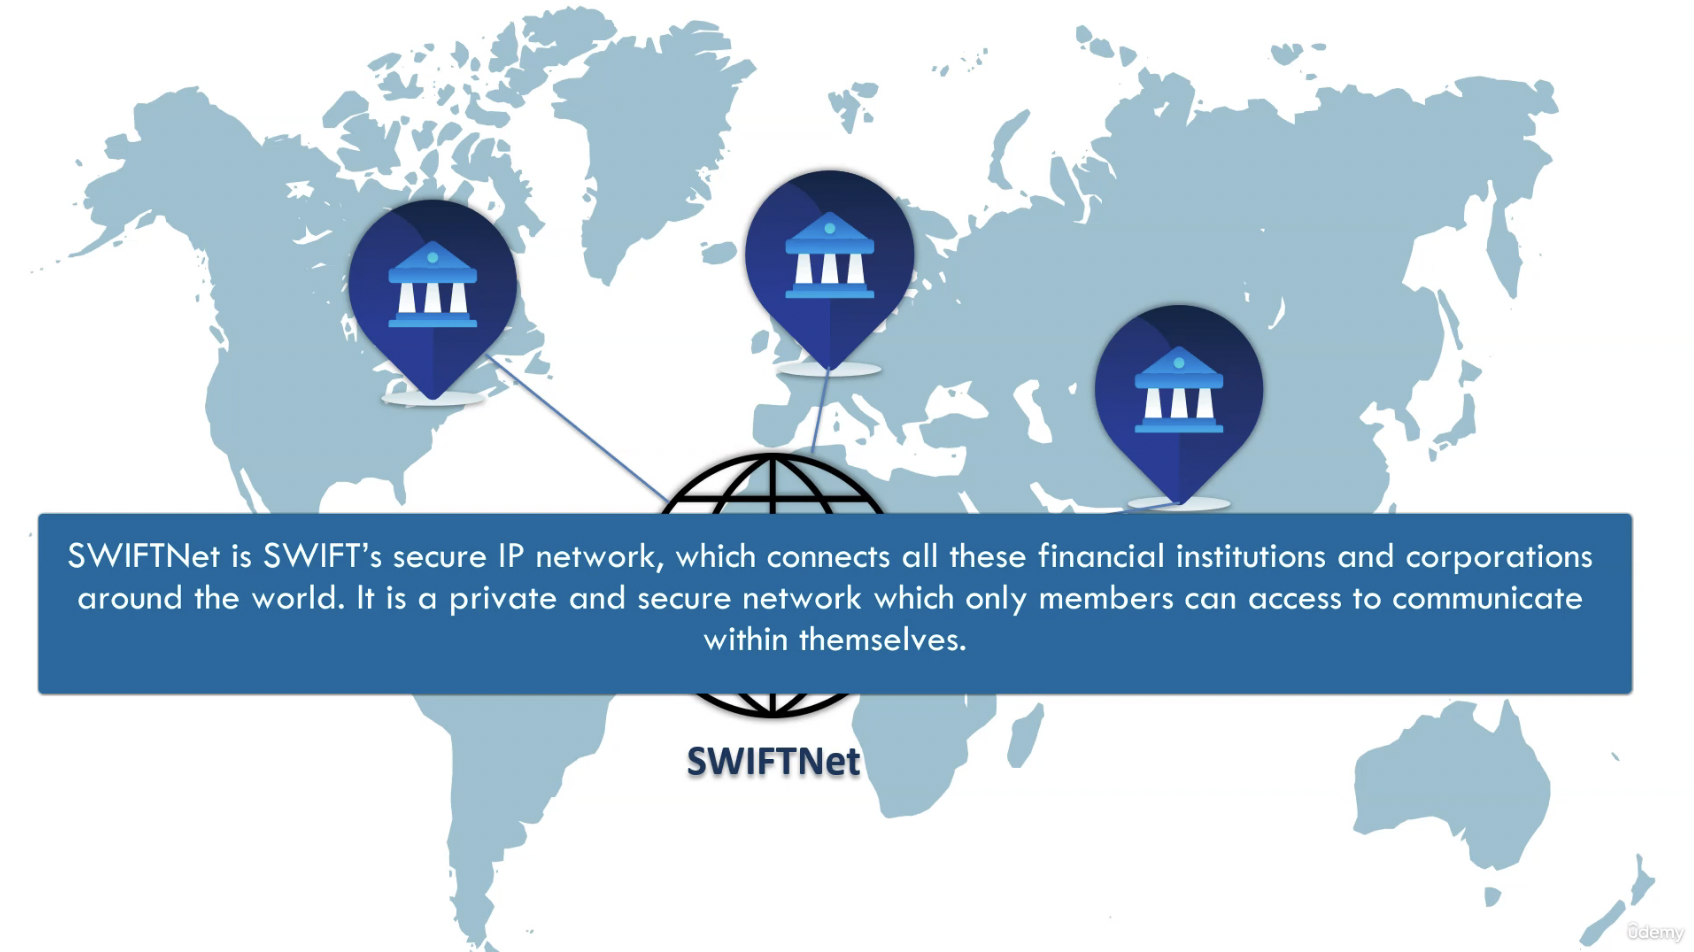 SWIFTNet is SWIFT’s secure IP network, which connects all these financial institutions and corporations
around the world. It is a private and secure network which only members can access to communicate
within themselves.
SWIFTNet
ûdemy